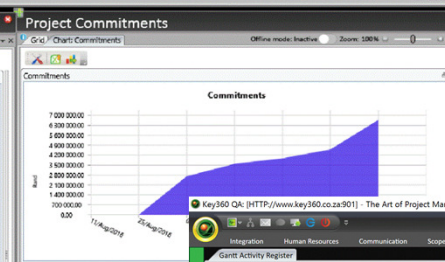 Project Commitments
Grid Chart: Commitments
Offline mode: Inactive Zoom: 100%
Commitments
Commitments
7 000 000.00
6 300 000.00
5 600 000.00
4 900 000.00
4 200 000.00
3 500 000.00
2 800 000.00
2 100 000.00
1 400 000.00
700 000.00
0.00
Rand
11/Aug/2018
25/Aug/2018
Key360 QA: [HTTP://www.key360.co.za:901] - The Art of Project Mar
Integration Human Resources Communication Scope
Gantt Activity Register